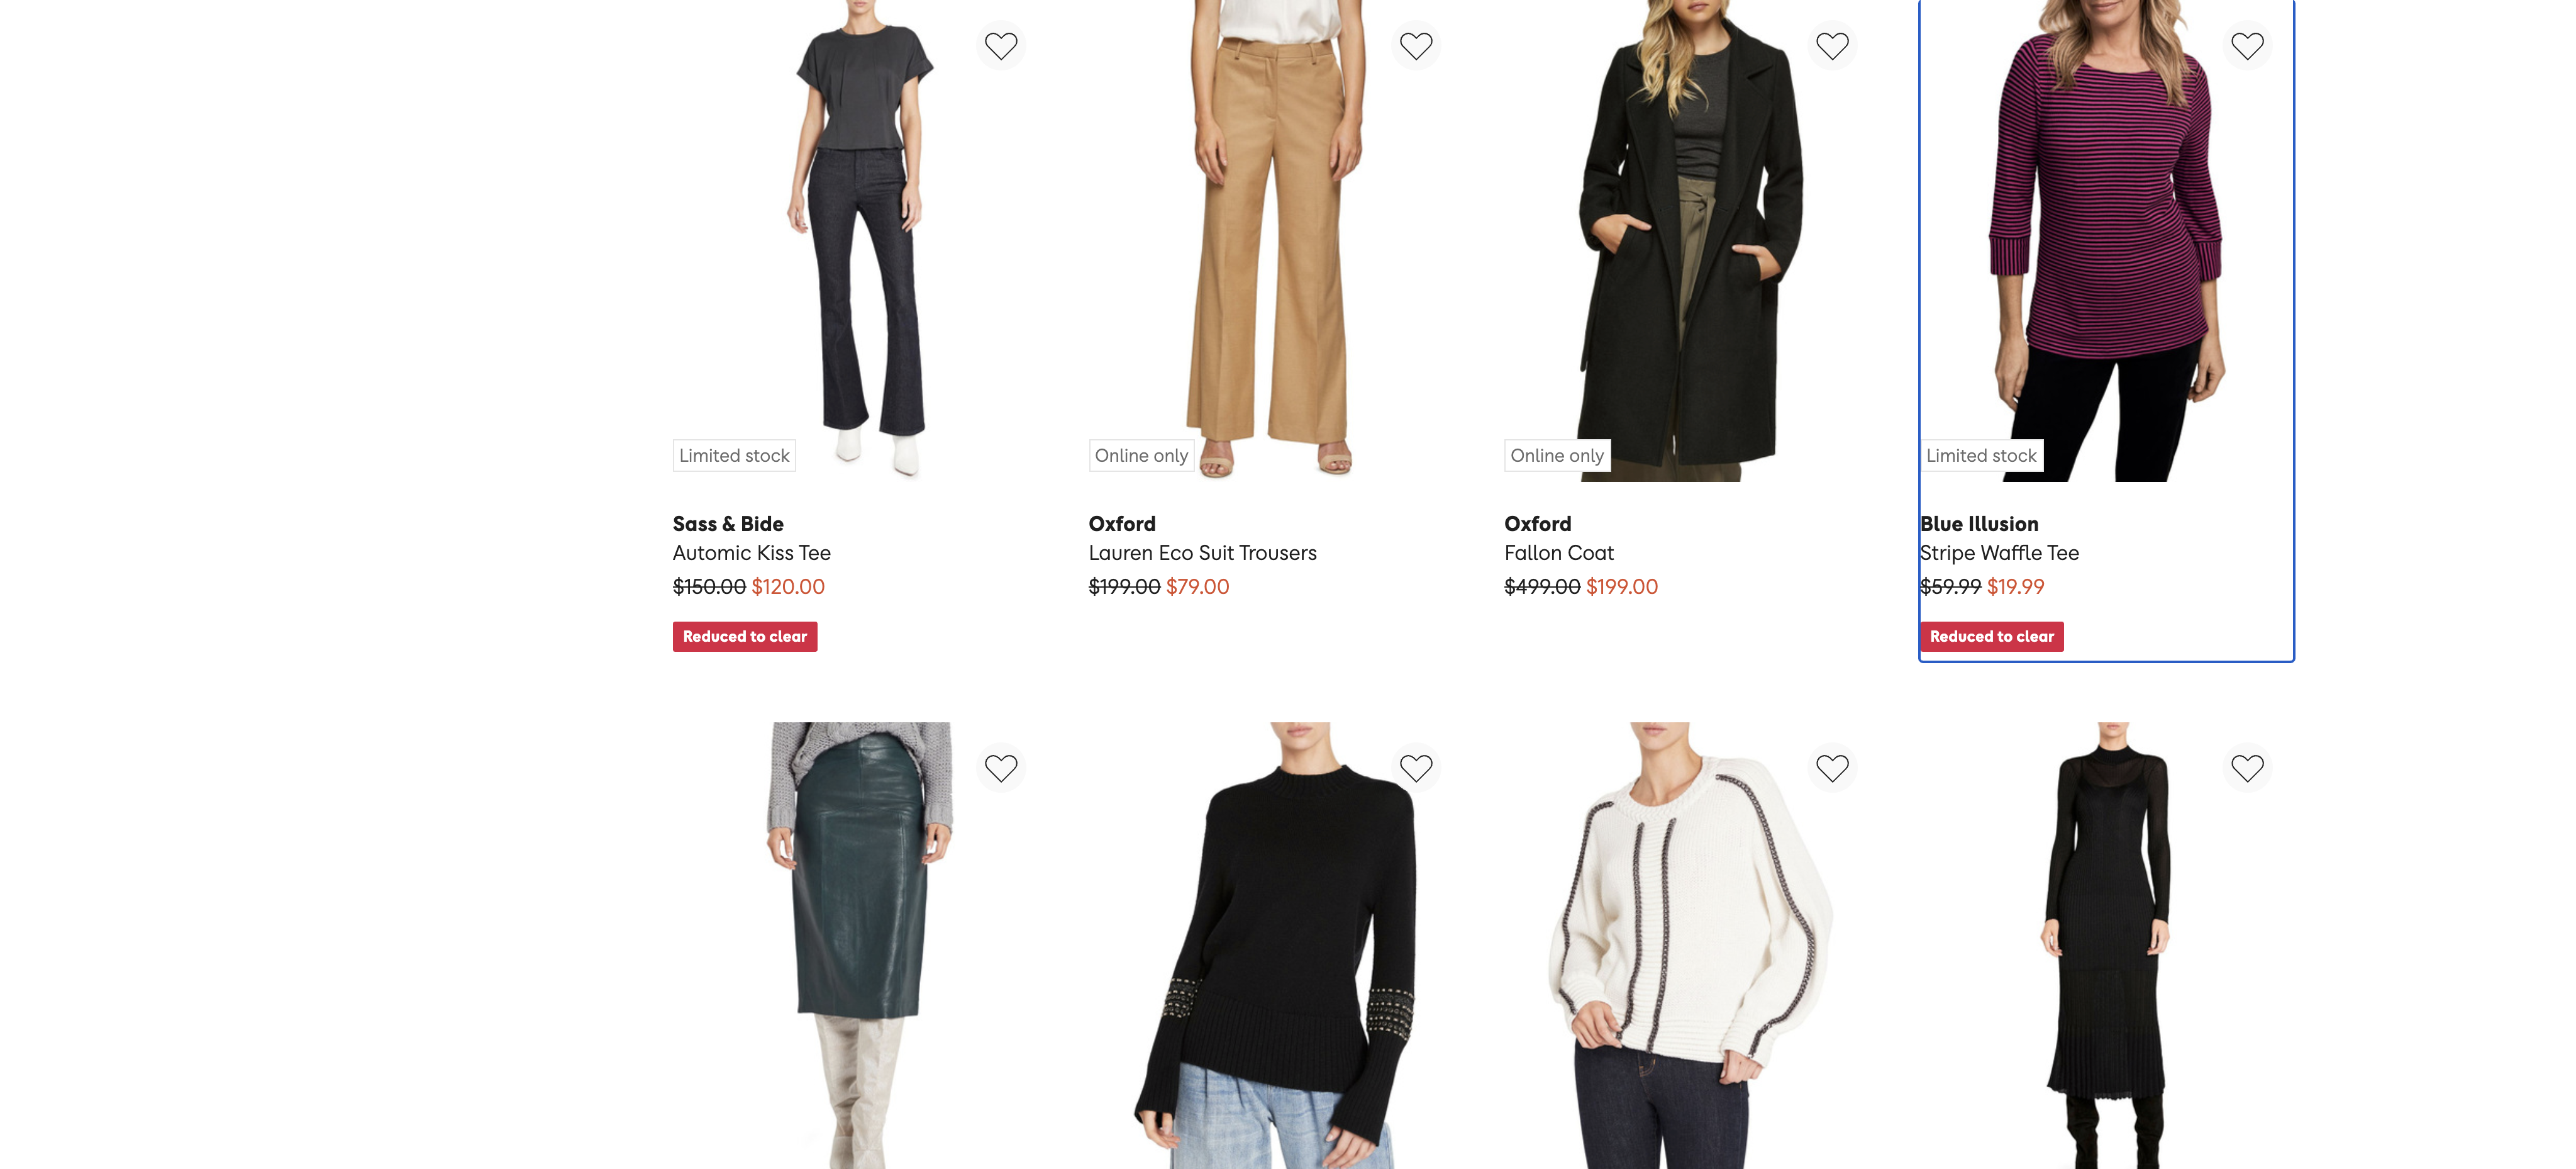 Limited stock
Online only
Online only
Limited stock
Sass & Bide
Automic Kiss Tee
$150.00 $120.00
Reduced to clear
Oxford
Lauren Eco Suit Trousers
$199.00 $79.00
Oxford
Fallon Coat
$499.00 $199.00
Blue Illusion
Stripe Waffle Tee
$59.99 $19.99
Reduced to clear